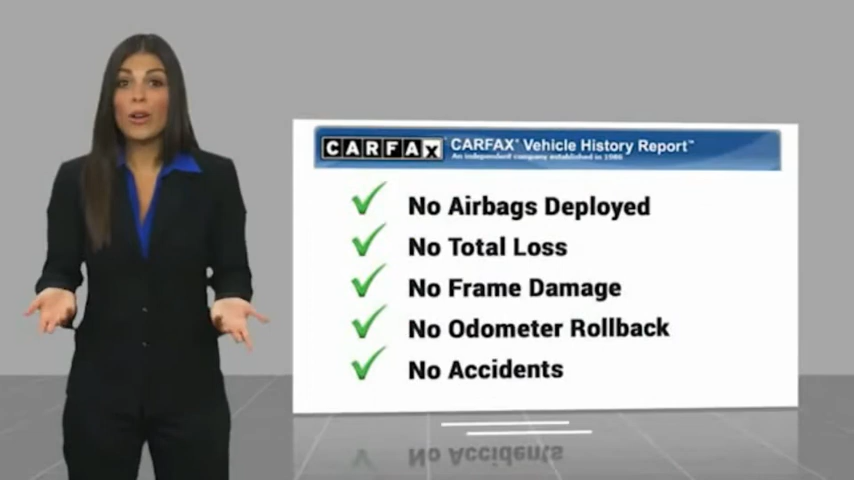 CARFAX CARFAX® Vehicle History Report™
An independent company established in 1986
No Airbags Deployed
No Total Loss
No Frame Damage
No Odometer Rollback
No Accidents
No Accidents